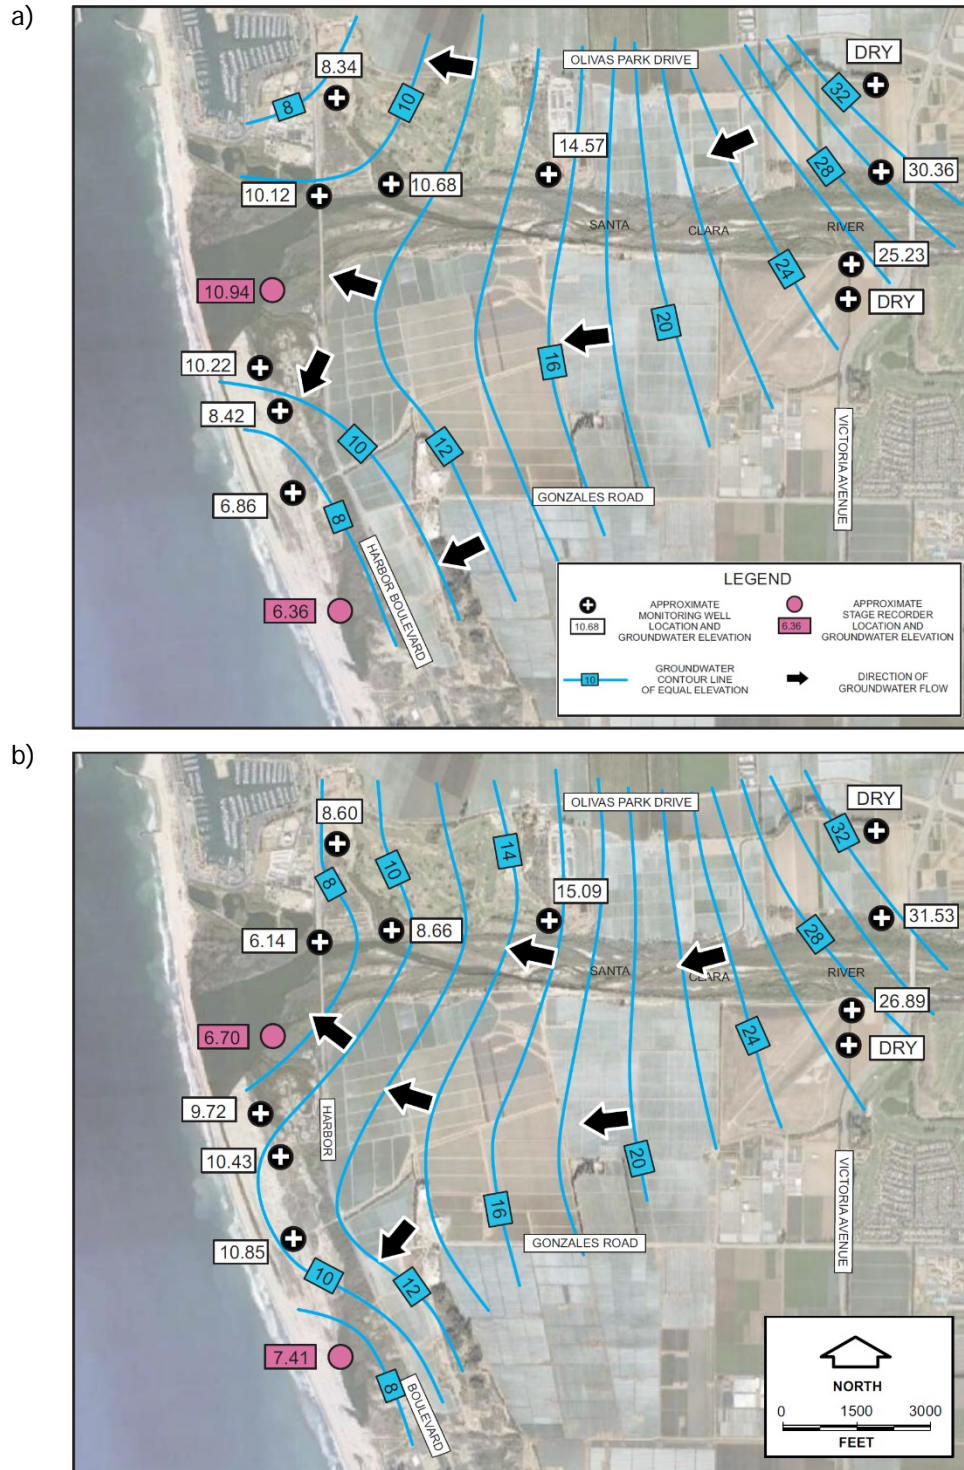 a)
8.34
OLIVAS PARK DRIVE
DRY
32
8
10
14.57
28
30.36
10.12
10.68
SANTA
CLARA
RIVER
25.23
24
10.94
DRY
20
16
10.22
8.42
10
12
VICTORIA AVENUE
6.86
8
GONZALES ROAD
HARBOR BOULEVARD
6.36
LEGEND
10.68
APPROXIMATE
MONITORING WELL
LOCATION AND
GROUNDWATER ELEVATION
6.36
APPROXIMATE
STAGE RECORDER
LOCATION AND
GROUNDWATER ELEVATION
10
GROUNDWATER
CONTOUR LINE
OF EQUAL ELEVATION
DIRECTION OF
GROUNDWATER FLOW
b)
8.60
OLIVAS PARK DRIVE
DRY
32
14
10
8
15.09
31.53
28
6.14
8.66
SANTA
CLARA
RIVER
26.89
24
6.70
DRY
9.72
HARBOR
10.43
20
VICTORIA AVENUE
16
10.85
GONZALES ROAD
10
12
7.41
8
BOULEVARD
NORTH
0 1500 3000
FEET